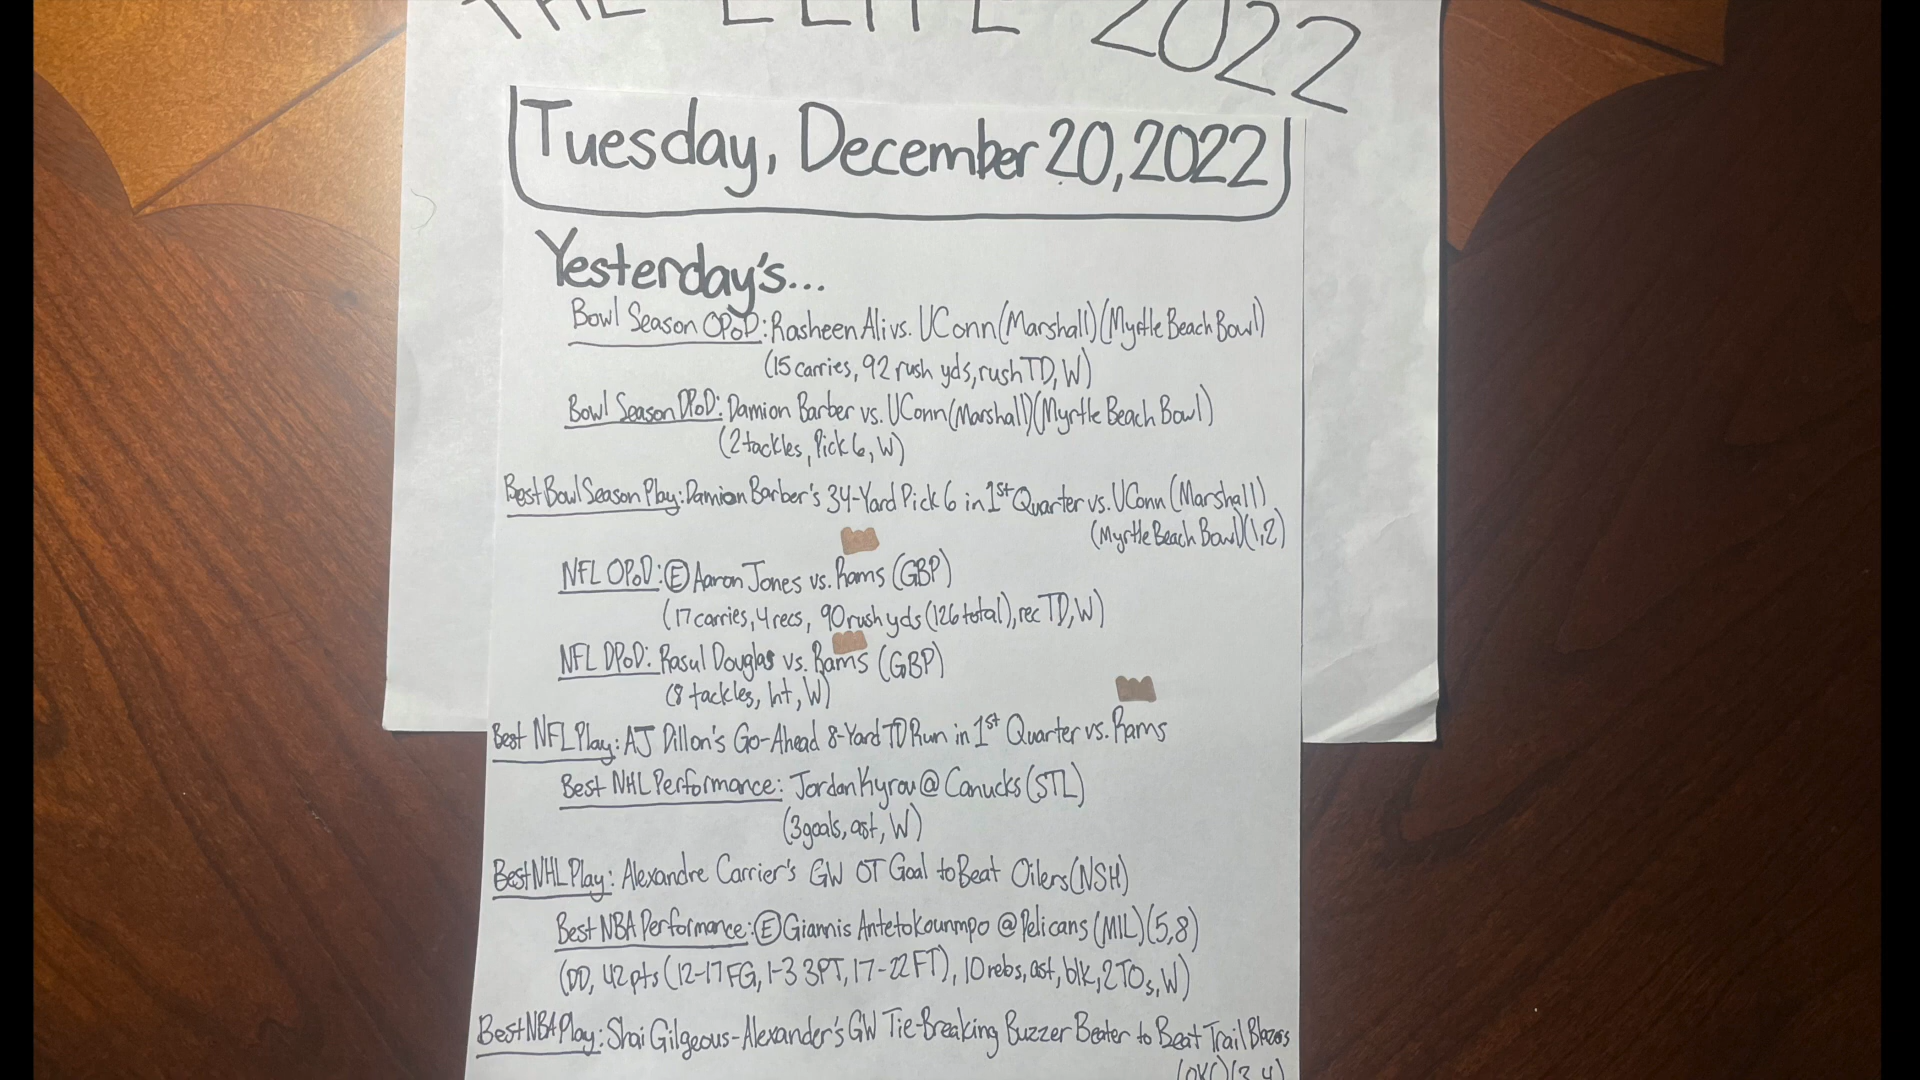 THE ELITE 2022
Tuesday, December 20, 2022
Yesterday's...
Bowl Season OPoD: Rasheen Ali vs. UConn (Marshall) (Myrtle Beach Bowl)
(15 carries, 92 rush yds, rush TD, W)
Bowl Season DPoD: Damion Barber vs. UConn (Marshall) (Myrtle Beach Bowl)
(2 tackles, Pick 6, W)
Best Bowl Season Play: Damion Barber's 34-Yard Pick 6 in 1st Quarter vs. UConn (Marshall)
(Myrtle Beach Bowl) (1,2)
NFL OPoD: Ⓔ Aaron Jones vs. Rams (GBP)
(17 carries, 4 recs, 90 rush yds (126 total), rec TD, W)
NFL DPoD: Rasul Douglas vs. Rams (GBP)
(8 tackles, Int, W)
Best NFL Play: AJ Dillon's Go-Ahead 8-Yard TD Run in 1st Quarter vs. Rams
Best NHL Performance: Jordan Kyrou @ Canucks (STL)
(3 goals, ast, W)
Best NHL Play: Alexandre Carrier's GW OT Goal to Beat Oilers (NSH)
Best NBA Performance: Ⓔ Giannis Antetokounmpo @ Pelicans (MIL) (5,8)
(DD, 42 pts (12-17 FG, 1-3 3PT, 17-22 FT), 10 rebs, ast, blk, 2 TOs, W)
Best NBA Play: Shai Gilgeous-Alexander's GW Tie-Breaking Buzzer Beater to Beat Trail Blazers
(OKC) (3,4)